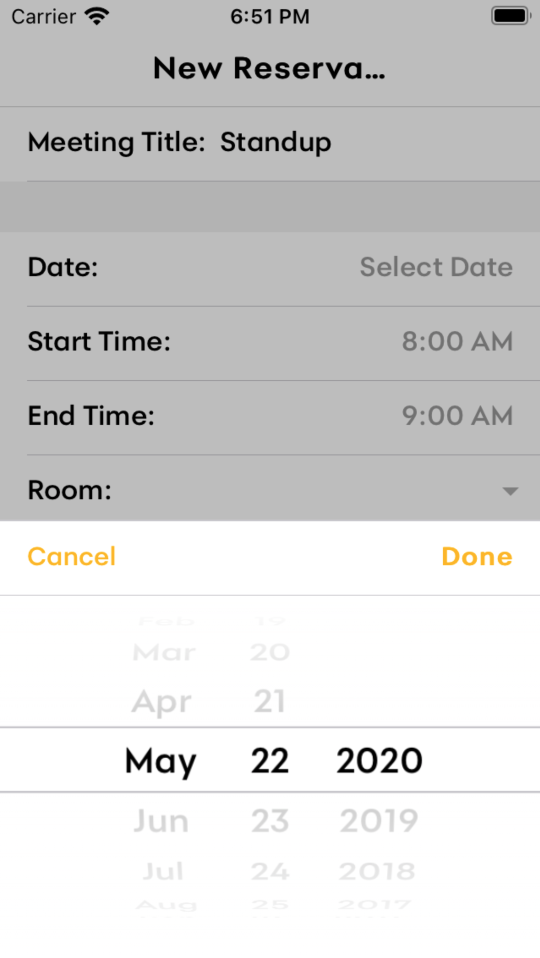 Carrier 6:51 PM
New Reserva...
Meeting Title: Standup
Date: Select Date
Start Time: 8:00 AM
End Time: 9:00 AM
Room:
Cancel Done
Feb 19
Mar 20
Apr 21
May 22 2020
Jun 23 2019
Jul 24 2018
Aug 25 2017